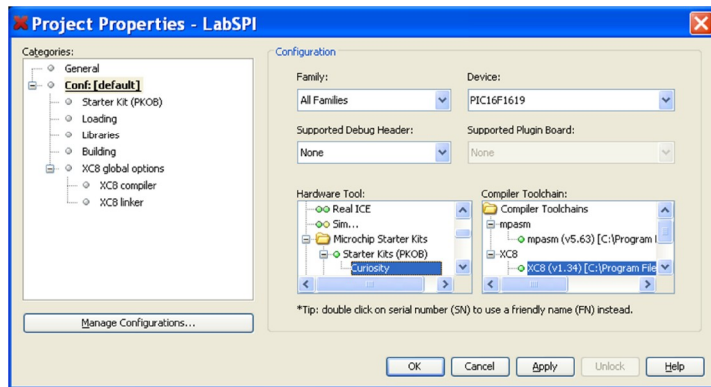 Project Properties - LabSPI
Categories:
General
Conf: [default]
Starter Kit (PKOB)
Loading
Libraries
Building
XC8 global options
XC8 compiler
XC8 linker
Manage Configurations...
Configuration
Family:
Device:
All Families
PIC16F1619
Supported Debug Header:
Supported Plugin Board:
None
None
Hardware Tool:
Compiler Toolchain:
Real ICE
Sim...
Microchip Starter Kits
Starter Kits (PKOB)
Curiosity
Compiler Toolchains
mpasm
mpasm (v5.63) [C:\Program
XC8
XC8 (v1.34) [C:\Program File
*Tip: double click on serial number (SN) to use a friendly name (FN) instead.
OK
Cancel
Apply
Unlock
Help